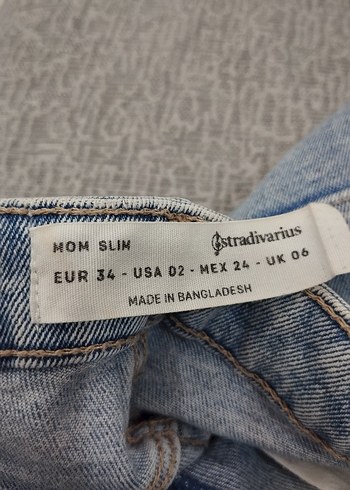 MOM SLIM
stradivarius
EUR 34 - USA 02 - MEX 24 - UK 06
MADE IN BANGLADESH